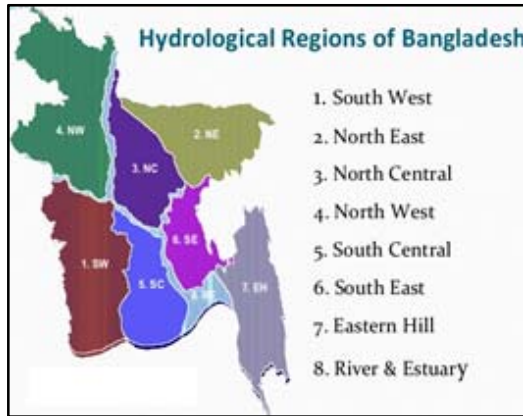 Hydrological Regions of Bangladesh
1. South West
2. North East
3. North Central
4. North West
5. South Central
6. South East
7. Eastern Hill
8. River & Estuary
4. NW
2. NE
3. NC
6. SE
1. SW
5. SC
7. EH